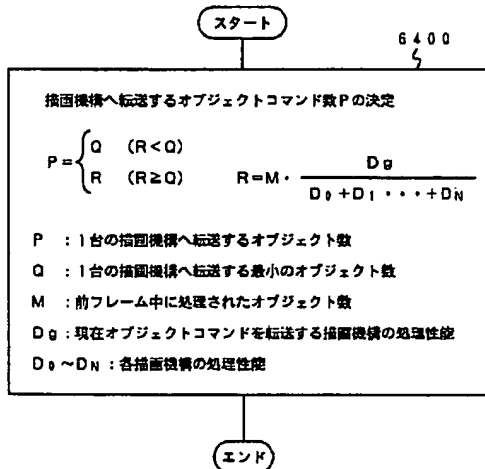 スタート
6400
描画機構へ転送するオブジェクトコマンド数Pの決定
P={ Q (R<Q)
R (R≧Q)
R=M・ Dg / D0+D1・・・+DN
P :1台の描画機構へ転送するオブジェクト数
Q :1台の描画機構へ転送する最小のオブジェクト数
M :前フレーム中に処理されたオブジェクト数
Dg:現在オブジェクトコマンドを転送する描画機構の処理性能
D0~DN:各描画機構の処理性能
エンド